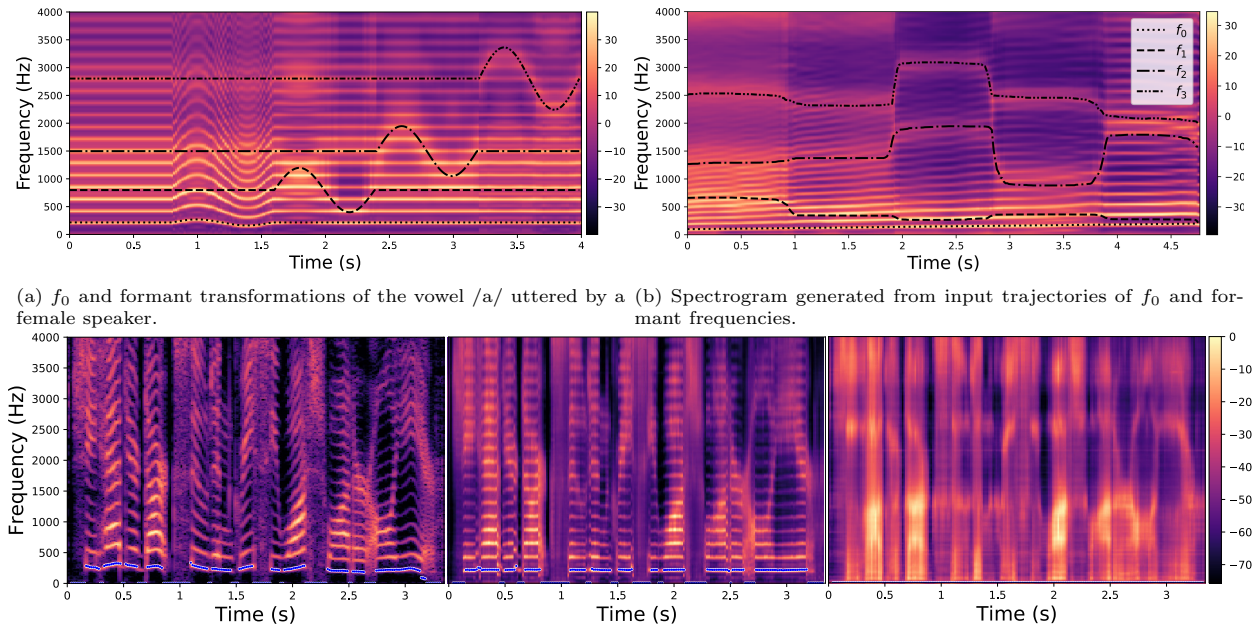 4000
3500
3000
2500
2000
1500
1000
500
0
Frequency (Hz)
0 0.5 1 1.5 2 2.5 3 3.5 4
Time (s)
30
20
10
0
−10
−20
−30
4000
3500
3000
2500
2000
1500
1000
500
0
Frequency (Hz)
0 0.5 1 1.5 2 2.5 3 3.5 4 4.5
Time (s)
f0
f1
f2
f3
30
20
10
0
−10
−20
−30
(a) f0 and formant transformations of the vowel /a/ uttered by a
female speaker.
(b) Spectrogram generated from input trajectories of f0 and for-
mant frequencies.
4000
3500
3000
2500
2000
1500
1000
500
0
Frequency (Hz)
0 0.5 1 1.5 2 2.5 3
Time (s)
0 0.5 1 1.5 2 2.5 3
Time (s)
0 0.5 1 1.5 2 2.5 3
Time (s)
0
−10
−20
−30
−40
−50
−60
−70